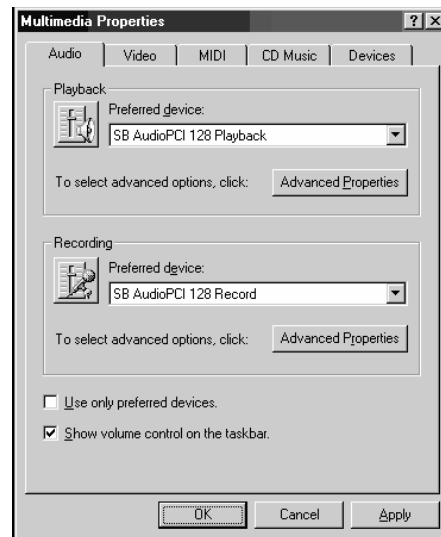 Multimedia Properties ? X
Audio Video MIDI CD Music Devices
Playback
Preferred device:
SB AudioPCI 128 Playback
To select advanced options, click: Advanced Properties
Recording
Preferred device:
SB AudioPCI 128 Record
To select advanced options, click: Advanced Properties
Use only preferred devices.
Show volume control on the taskbar.
OK Cancel Apply